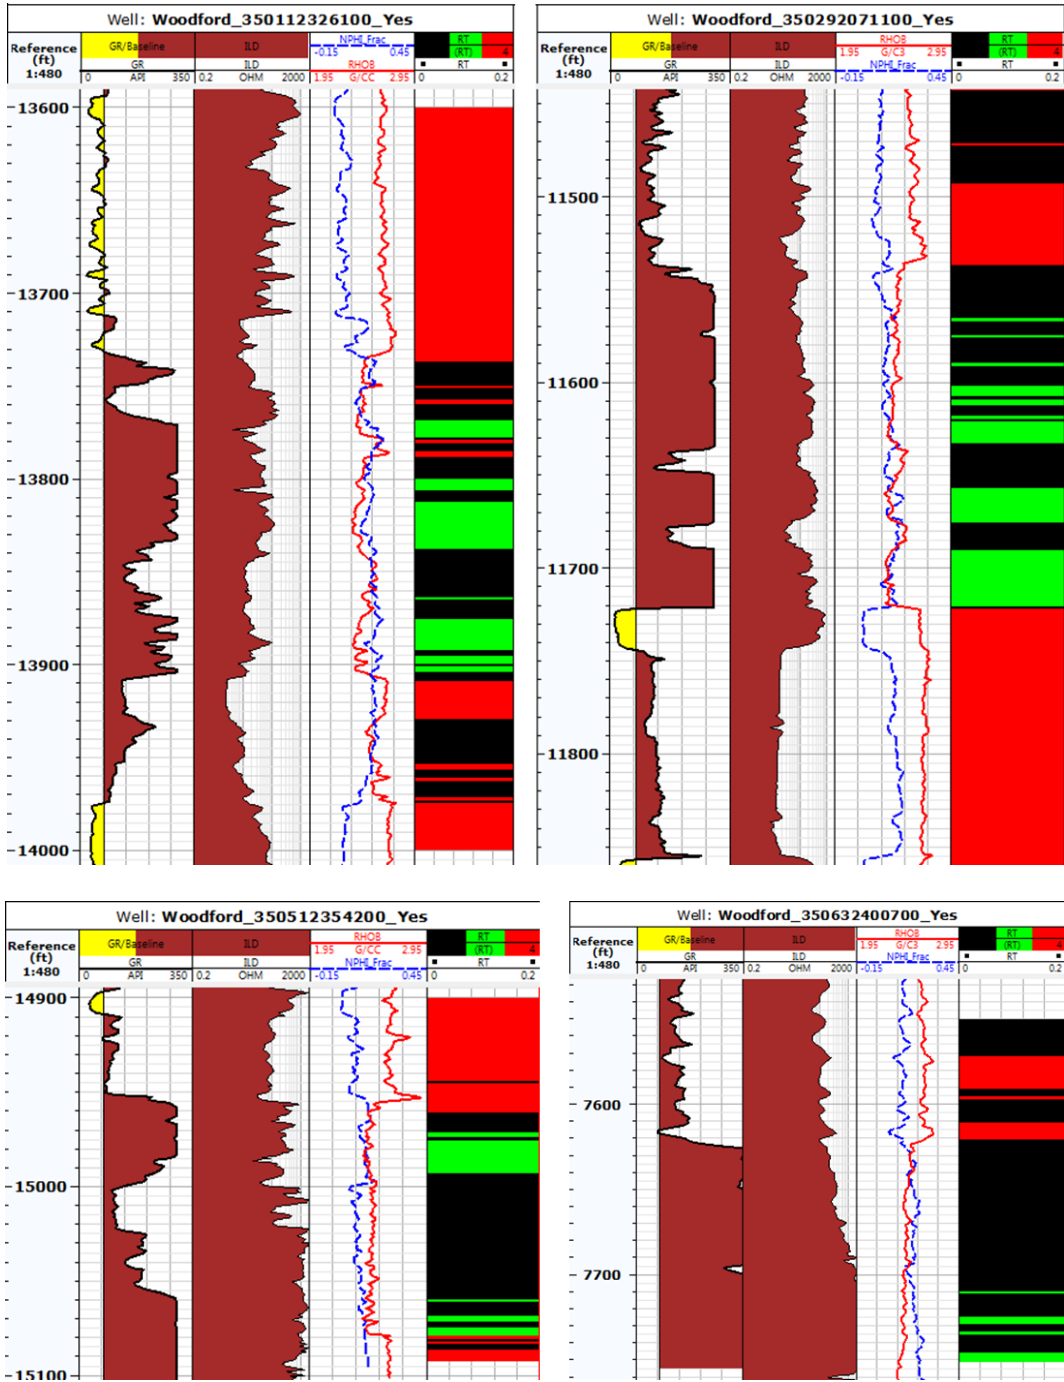 Well: Woodford_350112326100_Yes
Reference (ft) 1:480
GR/Baseline
GR
0 API 350
ILD
ILD
0.2 OHM 2000
NPHI_Frac
-0.15 0.45
RHOB
1.95 G/CC 2.95
RT
(RT) 4
RT
0 0.2
13600
13700
13800
13900
14000
Well: Woodford_350292071100_Yes
Reference (ft) 1:480
GR/Baseline
GR
0 API 350
ILD
ILD
0.2 OHM 2000
RHOB
1.95 G/C3 2.95
NPHI_Frac
-0.15 0.45
RT
(RT) 4
RT
0 0.2
11500
11600
11700
11800
Well: Woodford_350512354200_Yes
Reference (ft) 1:480
GR/Baseline
GR
0 API 350
ILD
ILD
0.2 OHM 2000
RHOB
1.95 G/CC 2.95
NPHI_Frac
-0.15 0.45
RT
(RT) 4
RT
0 0.2
14900
15000
15100
Well: Woodford_350632400700_Yes
Reference (ft) 1:480
GR/Baseline
GR
0 API 350
ILD
ILD
0.2 OHM 2000
RHOB
1.95 G/C3 2.95
NPHI_Frac
-0.15 0.45
RT
(RT) 4
RT
0 0.2
7600
7700